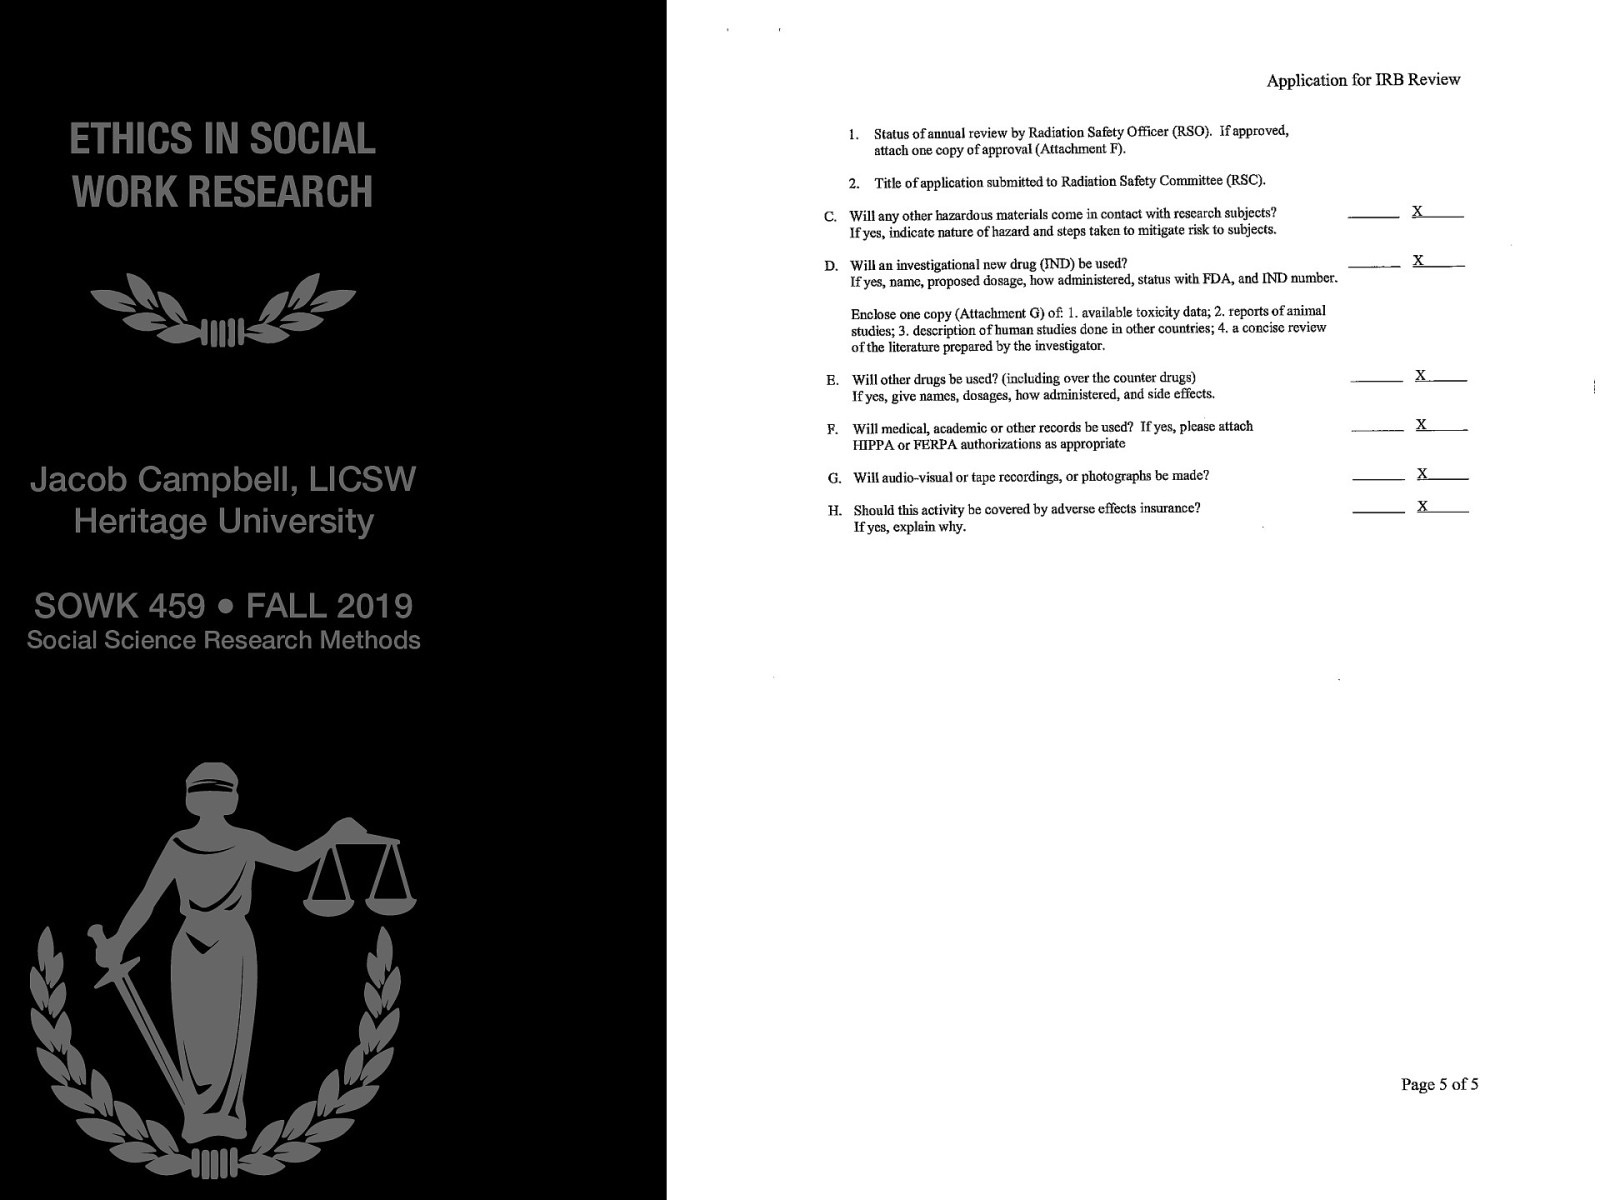 ETHICS IN SOCIAL
WORK RESEARCH
Jacob Campbell, LICSW
Heritage University
SOWK 459 • FALL 2019
Social Science Research Methods
Application for IRB Review
1. Status of annual review by Radiation Safety Officer (RSO). If approved,
attach one copy of approval (Attachment F).
2. Title of application submitted to Radiation Safety Committee (RSC).
C. Will any other hazardous materials come in contact with research subjects? ______ X____
If yes, indicate nature of hazard and steps taken to mitigate risk to subjects.
D. Will an investigational new drug (IND) be used? ______ X____
If yes, name, proposed dosage, how administered, status with FDA, and IND number.
Enclose one copy (Attachment G) of: 1. available toxicity data; 2. reports of animal
studies; 3. description of human studies done in other countries; 4. a concise review
of the literature prepared by the investigator.
E. Will other drugs be used? (including over the counter drugs) ______ X____
If yes, give names, dosages, how administered, and side effects.
F. Will medical, academic or other records be used? If yes, please attach ______ X____
HIPPA or FERPA authorizations as appropriate
G. Will audio-visual or tape recordings, or photographs be made? ______ X____
H. Should this activity be covered by adverse effects insurance? ______ X____
If yes, explain why.
Page 5 of 5